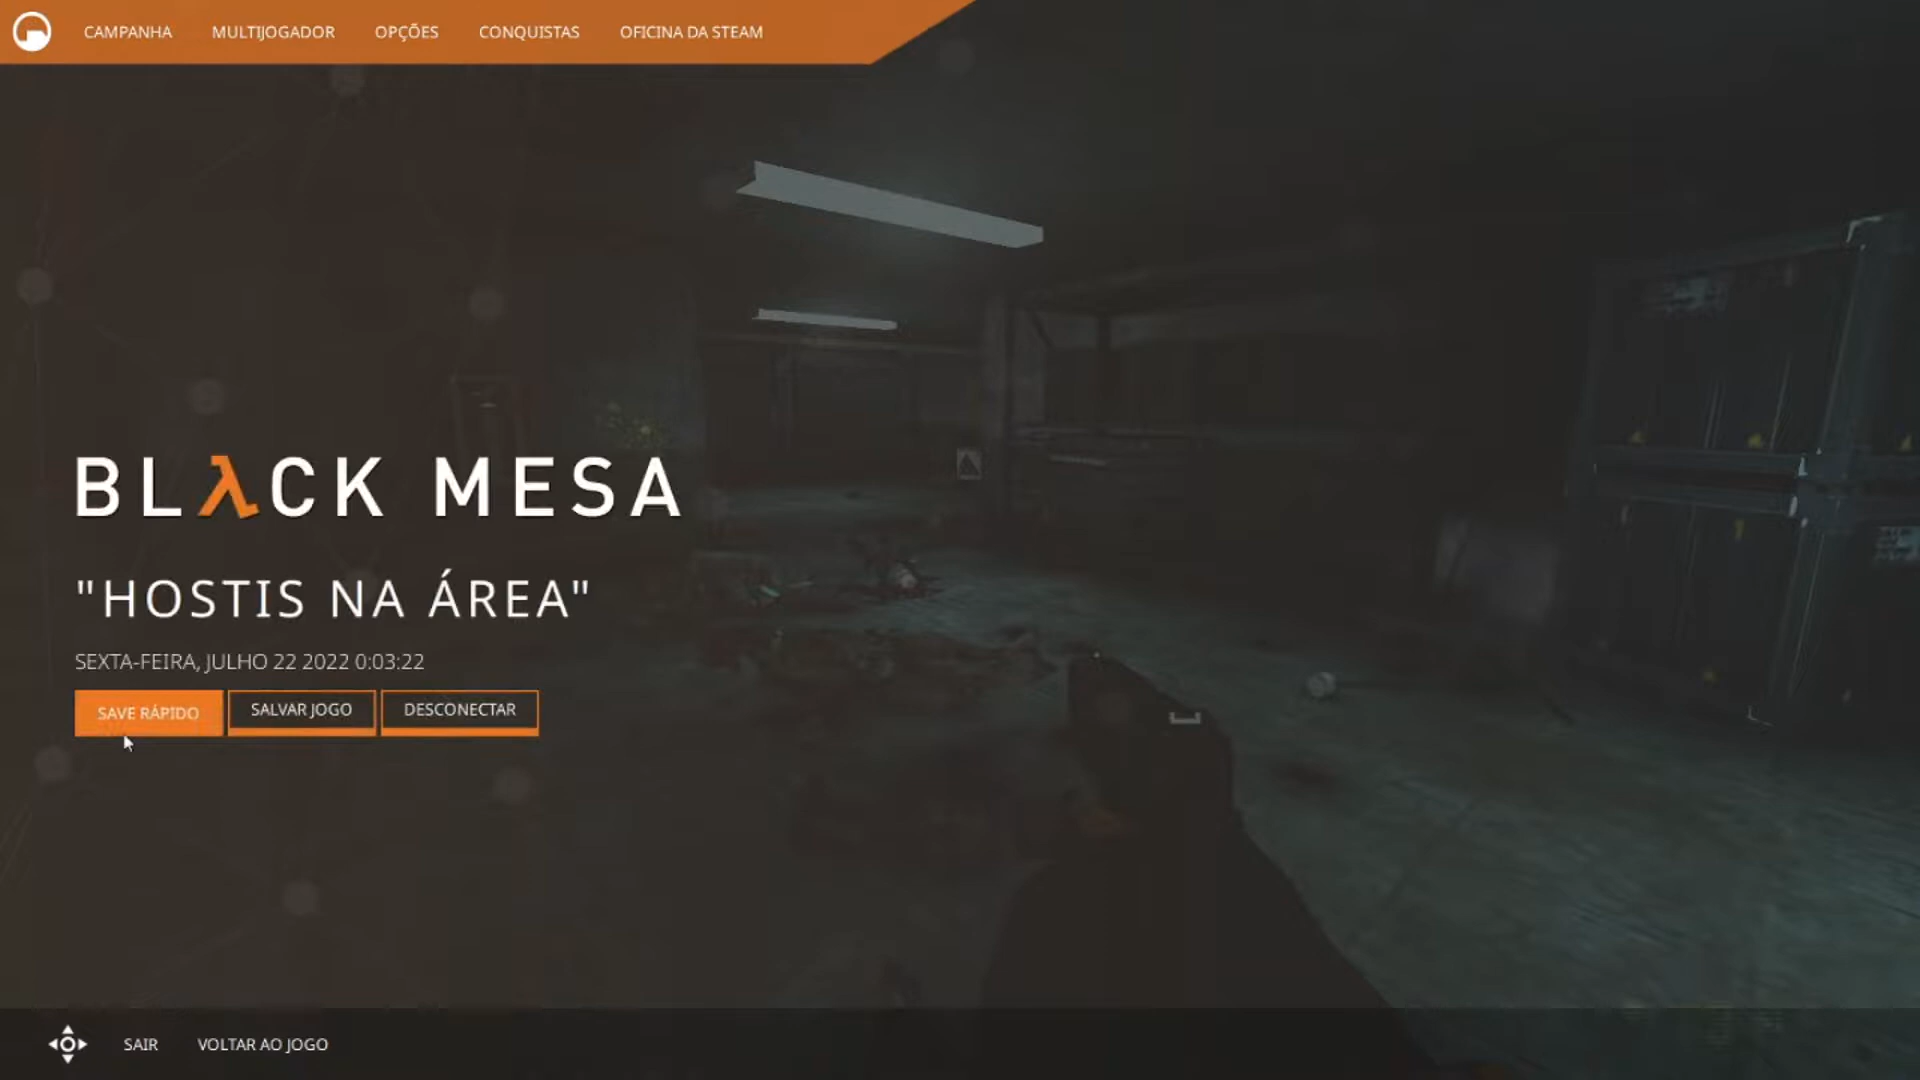 CAMPANHA MULTIJOGADOR OPÇÕES CONQUISTAS OFICINA DA STEAM
BLλCK MESA
"HOSTIS NA ÁREA"
SEXTA-FEIRA, JULHO 22 2022 0:03:22
SAVE RÁPIDO SALVAR JOGO DESCONECTAR
SAIR VOLTAR AO JOGO